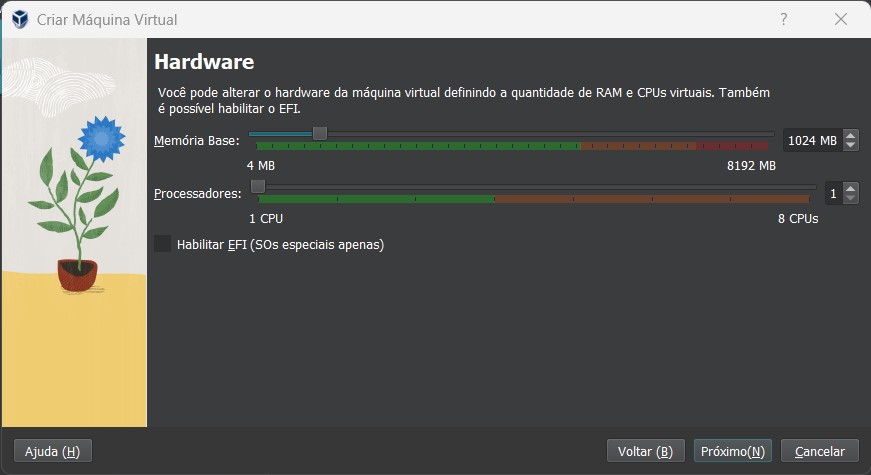 Criar Máquina Virtual
?
Hardware
Você pode alterar o hardware da máquina virtual definindo a quantidade de RAM e CPUs virtuais. Também
é possível habilitar o EFI.
Memória Base:
1024 MB
4 MB
8192 MB
Processadores:
1
1 CPU
8 CPUs
Habilitar EFI (SOs especiais apenas)
Ajuda (H)
Voltar (B)
Próximo(N)
Cancelar